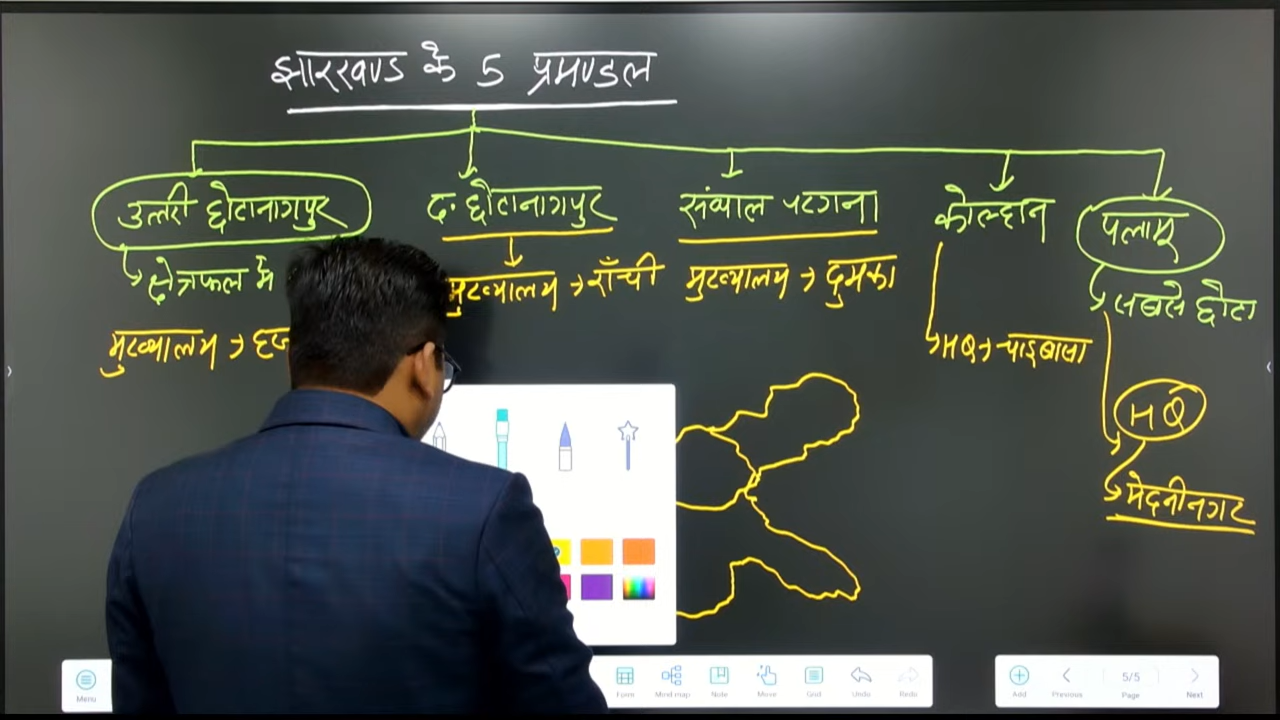 झारखण्ड के 5 प्रमण्डल
उत्तरी छोटानागपुर
द. छोटानागपुर
संथाल परगना
कोल्हान
पलामू
क्षेत्रफल में
मुख्यालय → राँची
मुख्यालय → दुमका
सबसे छोटा
मुख्यालय →
HQ → चाइबासा
HQ
मेदनीनगर
Menu
Form
Mind map
Note
Move
Grid
Undo
Redo
Add
Previous
5/5
Page
Next